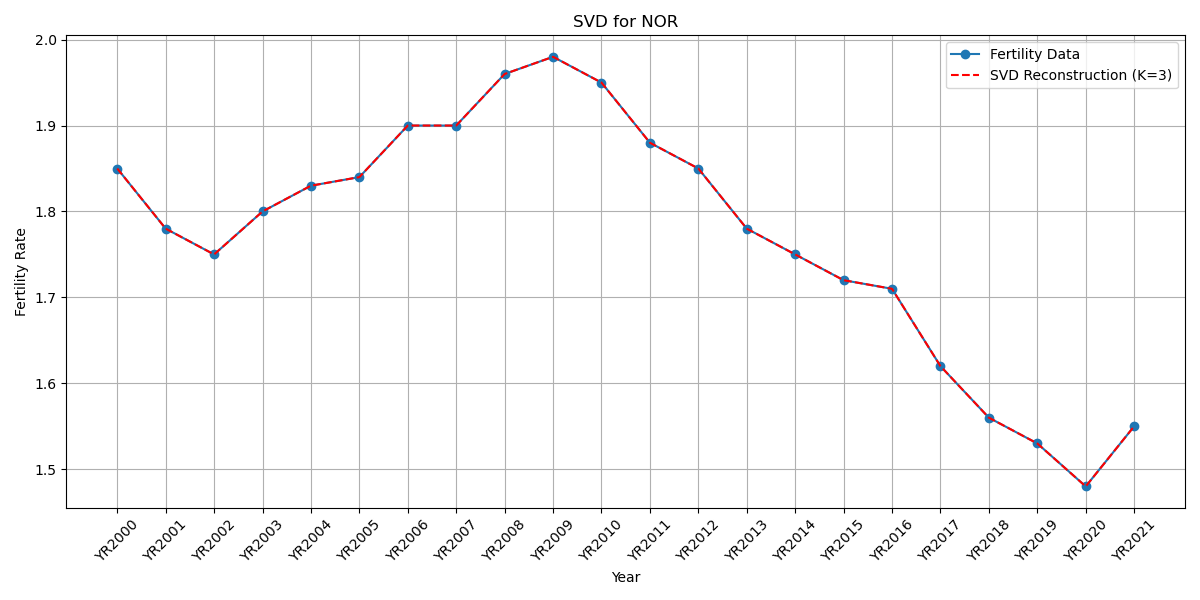 SVD for NOR
Fertility Data
SVD Reconstruction (K=3)
Fertility Rate
2.0
1.9
1.8
1.7
1.6
1.5
YR2000
YR2001
YR2002
YR2003
YR2004
YR2005
YR2006
YR2007
YR2008
YR2009
YR2010
YR2011
YR2012
YR2013
YR2014
YR2015
YR2016
YR2017
YR2018
YR2019
YR2020
YR2021
Year